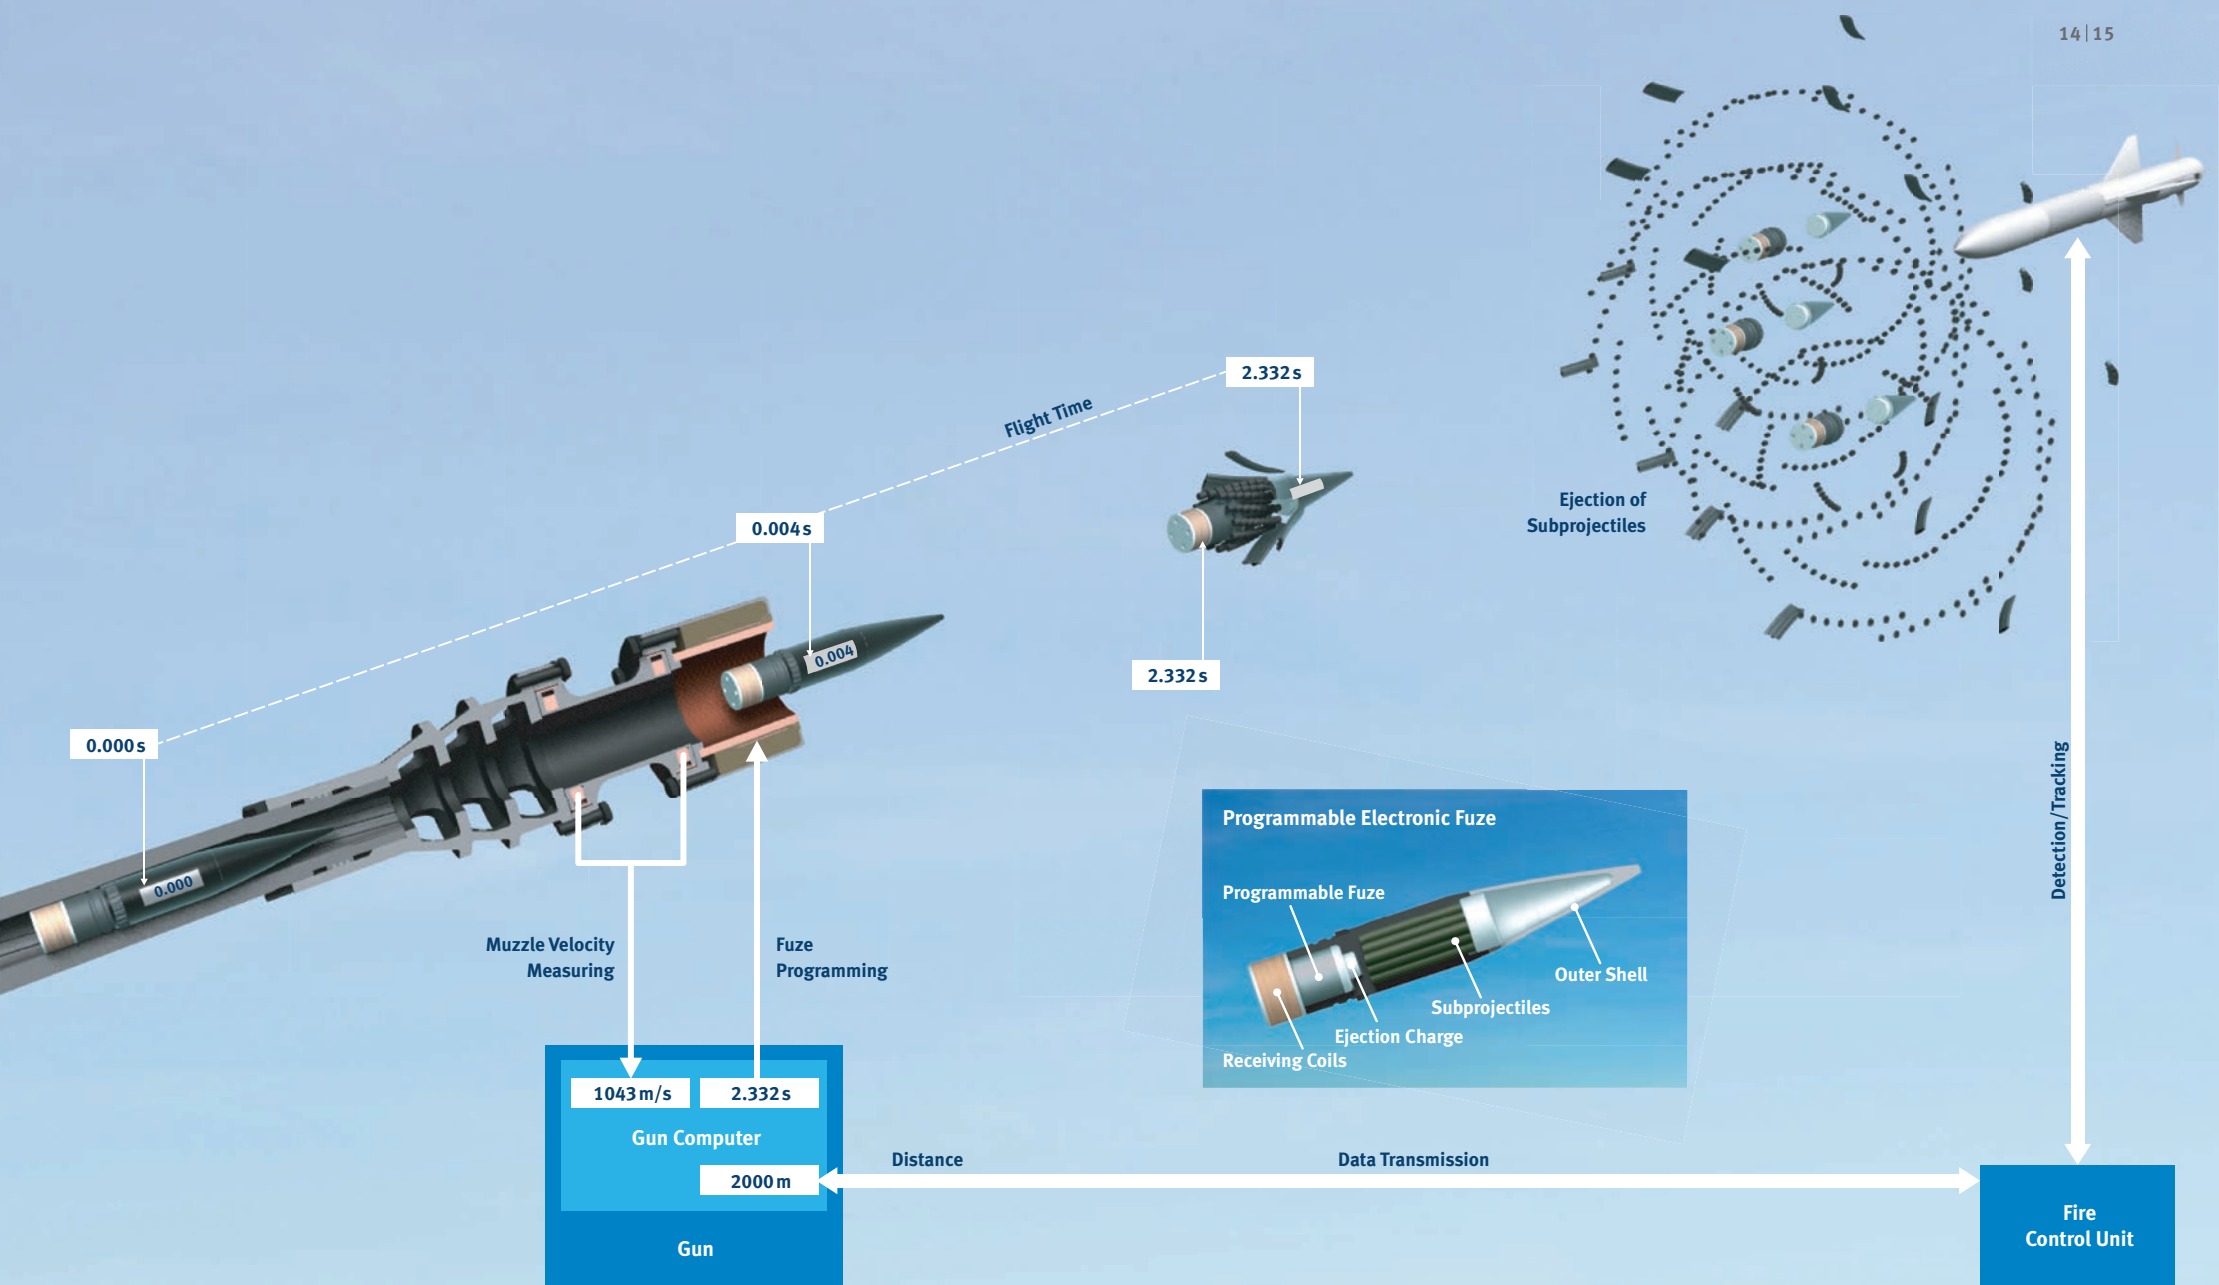 14|15
2.332 s
Flight Time
0.004 s
Ejection of
Subprojectiles
0.004
2.332 s
0.000 s
0.000
Detection/Tracking
Programmable Electronic Fuze
Programmable Fuze
Outer Shell
Subprojectiles
Ejection Charge
Receiving Coils
Muzzle Velocity
Measuring
Fuze
Programming
1043 m/s
2.332 s
Gun Computer
2000 m
Gun
Distance
Data Transmission
Fire
Control Unit